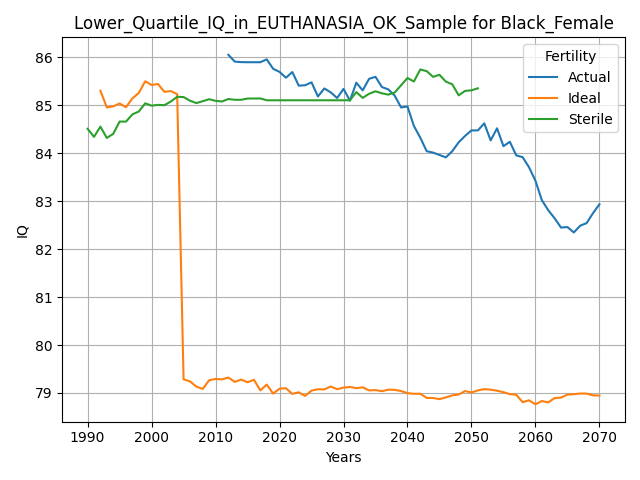 Lower_Quartile_IQ_in_EUTHANASIA_OK_Sample for Black_Female
Fertility
Actual
Ideal
Sterile
IQ
86
85
84
83
82
81
80
79
1990 2000 2010 2020 2030 2040 2050 2060 2070
Years